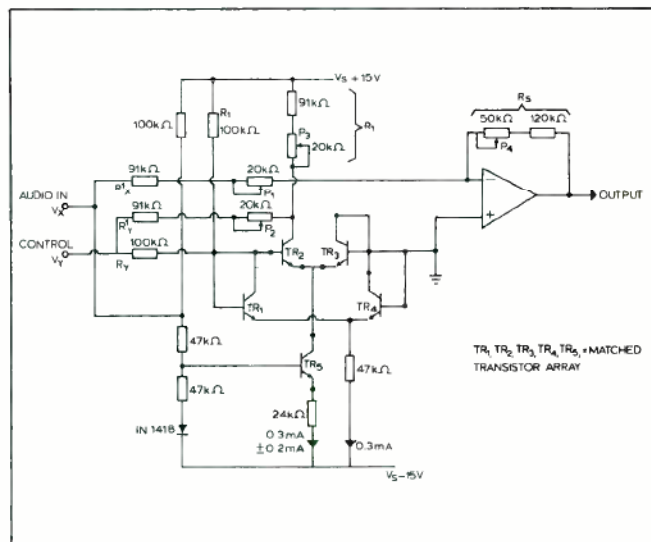 Vs +15V
Rs
91kΩ
R1
100kΩ
R1
100kΩ
50kΩ
120kΩ
P3
20kΩ
P4
91kΩ
20kΩ
AUDIO IN
P1
VX
91kΩ
20kΩ
OUTPUT
R'Y
P2
CONTROL
100kΩ
VY
RY
TR2
TR3
TR1
TR4
47kΩ
TR5
47kΩ
TR1, TR2, TR3, TR4, TR5, = MATCHED
TRANSISTOR ARRAY
47kΩ
IN 1418
24kΩ
0.3mA
±0.2mA
0.3mA
Vs-15V